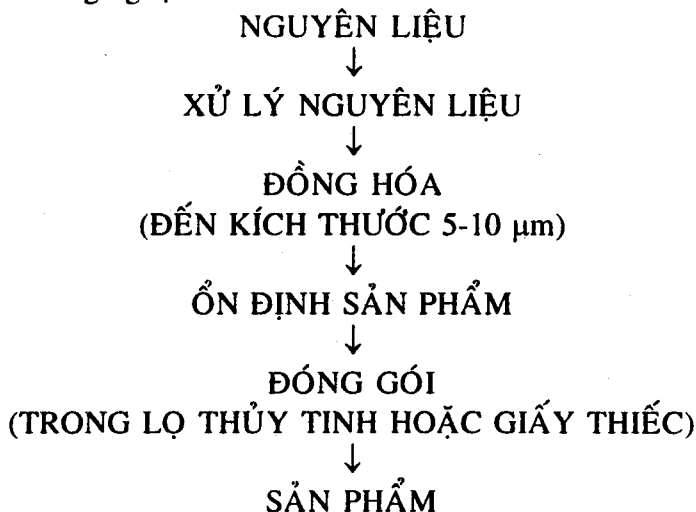 NGUYÊN LIỆU
↓
XỬ LÝ NGUYÊN LIỆU
↓
ĐỒNG HÓA
(ĐẾN KÍCH THƯỚC 5-10 µm)
↓
ỔN ĐỊNH SẢN PHẨM
↓
ĐÓNG GÓI
(TRONG LỌ THỦY TINH HOẶC GIẤY THIẾC)
↓
SẢN PHẨM